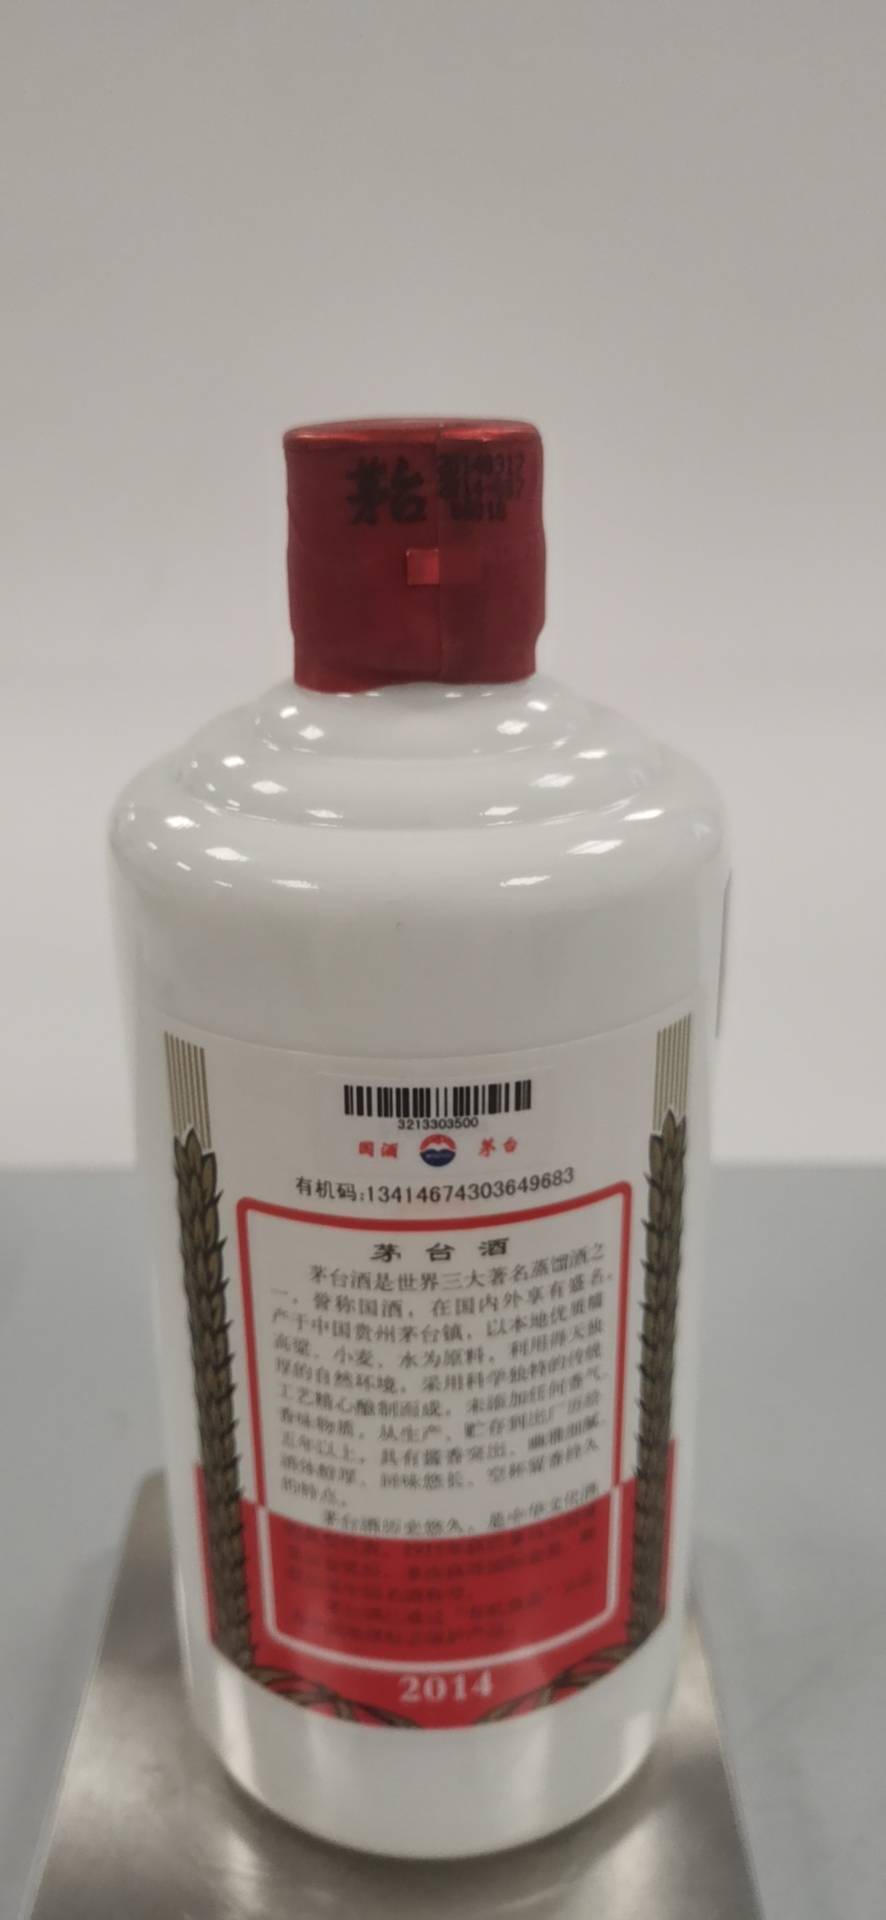 茅台
20140317
2014-
3213303500
国酒 茅台
有机码:13414674303649683
茅台酒
茅台酒是世界三大著名蒸馏酒之
一，誉称国酒，在国内外享有盛名。
产于中国贵州茅台镇，以本地优质糯
高粱、小麦、水为原料，利用得天独
厚的自然环境，采用科学独特的传统
工艺精心酿制而成，未添加任何香气、
香味物质，从生产、贮存到出厂历经
五年以上，具有酱香突出、幽雅细腻、
酒体醇厚、回味悠长、空杯留香持久
的特点。
茅台酒历史悠久，是中华文化酒
2014